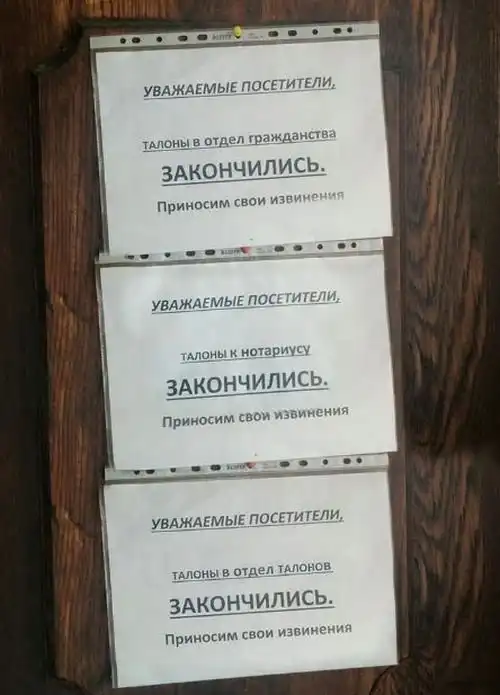 УВАЖАЕМЫЕ ПОСЕТИТЕЛИ,
ТАЛОНЫ в отдел гражданства
ЗАКОНЧИЛИСЬ.
Приносим свои извинения
УВАЖАЕМЫЕ ПОСЕТИТЕЛИ,
ТАЛОНЫ к нотариусу
ЗАКОНЧИЛИСЬ.
Приносим свои извинения
УВАЖАЕМЫЕ ПОСЕТИТЕЛИ,
ТАЛОНЫ в отдел ТАЛОНОВ
ЗАКОНЧИЛИСЬ.
Приносим свои извинения